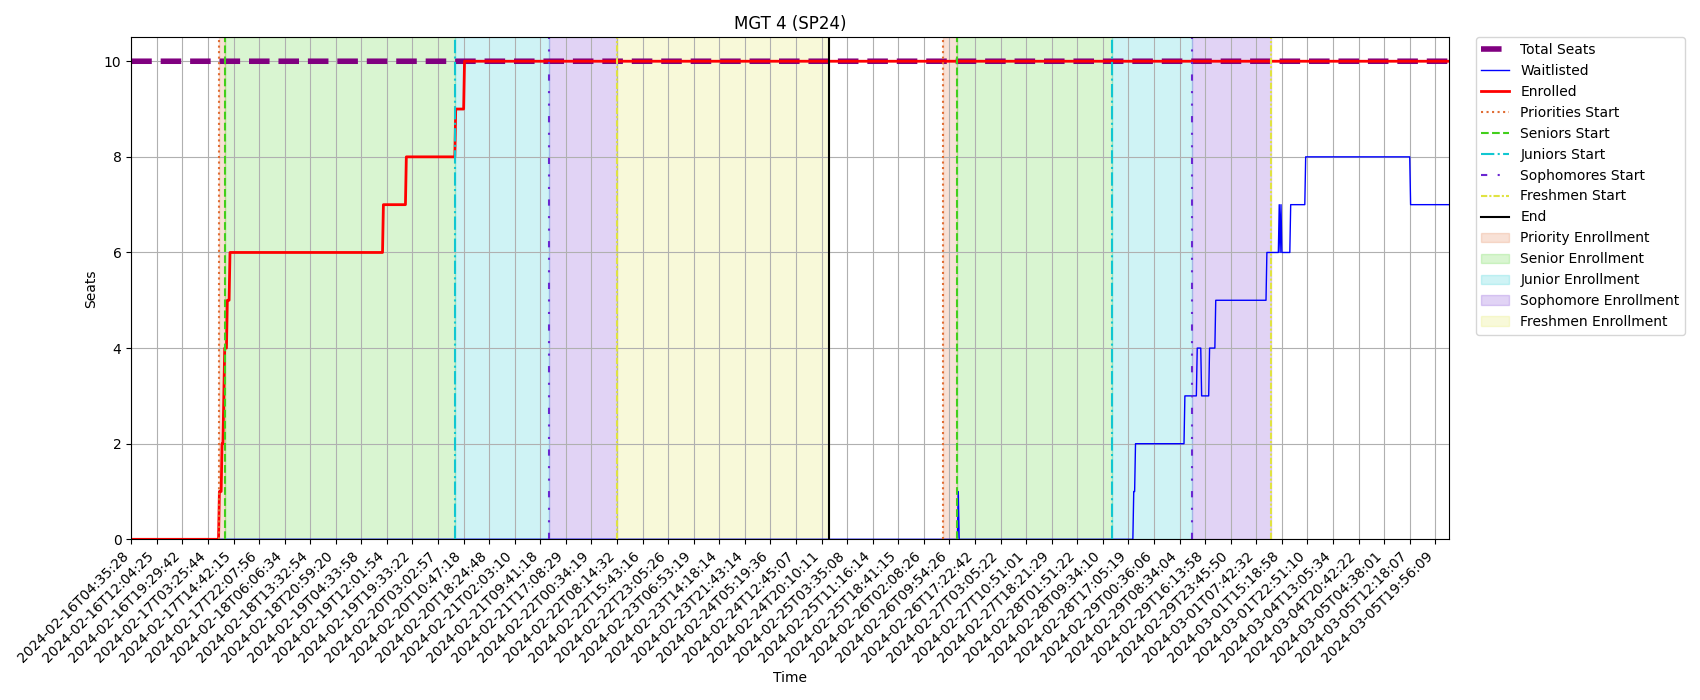 MGT 4 (SP24)
Seats
10
8
6
4
2
0
2024-02-16T04:35:28
2024-02-16T12:04:25
2024-02-16T19:29:42
2024-02-17T03:25:44
2024-02-17T14:42:15
2024-02-17T22:07:56
2024-02-18T06:06:34
2024-02-18T13:32:54
2024-02-18T20:59:20
2024-02-19T04:33:58
2024-02-19T12:01:54
2024-02-19T19:33:22
2024-02-20T03:02:57
2024-02-20T10:47:18
2024-02-20T18:24:48
2024-02-21T02:03:10
2024-02-21T09:41:18
2024-02-21T17:08:29
2024-02-22T00:34:19
2024-02-22T08:14:32
2024-02-22T15:43:16
2024-02-22T23:05:26
2024-02-23T06:53:19
2024-02-23T14:18:14
2024-02-23T21:43:14
2024-02-24T05:19:36
2024-02-24T12:45:07
2024-02-24T20:10:11
2024-02-25T03:35:08
2024-02-25T11:16:14
2024-02-25T18:41:15
2024-02-26T02:08:26
2024-02-26T09:54:26
2024-02-26T17:22:42
2024-02-27T03:05:22
2024-02-27T10:51:01
2024-02-27T18:21:29
2024-02-28T01:51:22
2024-02-28T09:34:10
2024-02-28T17:05:19
2024-02-29T00:36:06
2024-02-29T08:34:04
2024-02-29T16:13:58
2024-02-29T23:45:50
2024-03-01T07:42:32
2024-03-01T15:18:58
2024-03-01T22:51:10
2024-03-04T13:05:34
2024-03-04T20:42:22
2024-03-05T04:38:01
2024-03-05T12:18:07
2024-03-05T19:56:09
Time
Total Seats
Waitlisted
Enrolled
Priorities Start
Seniors Start
Juniors Start
Sophomores Start
Freshmen Start
End
Priority Enrollment
Senior Enrollment
Junior Enrollment
Sophomore Enrollment
Freshmen Enrollment